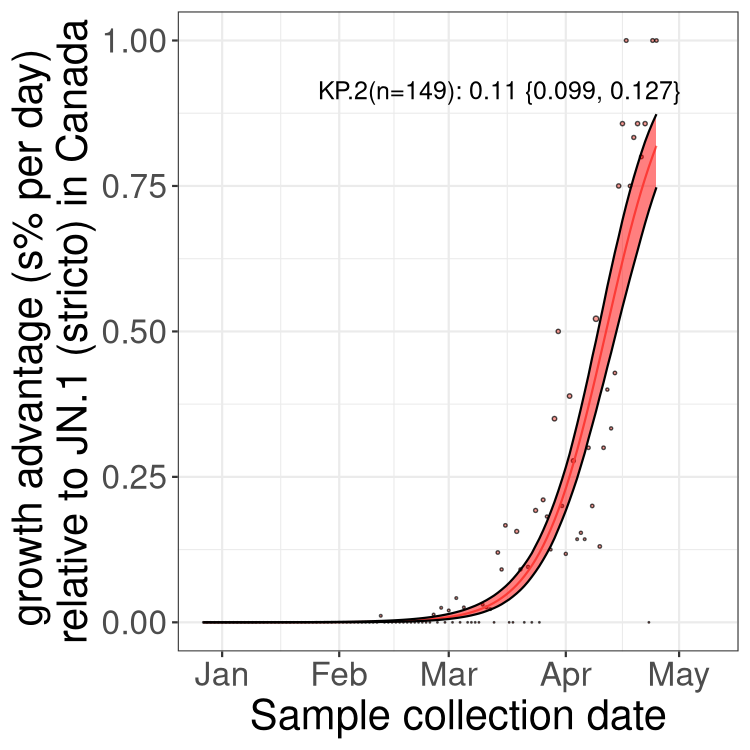 1.00
0.75
0.50
0.25
0.00
growth advantage (s% per day)
relative to JN.1 (stricto) in Canada
KP.2(n=149): 0.11 {0.099, 0.127}
Jan Feb Mar Apr May
Sample collection date